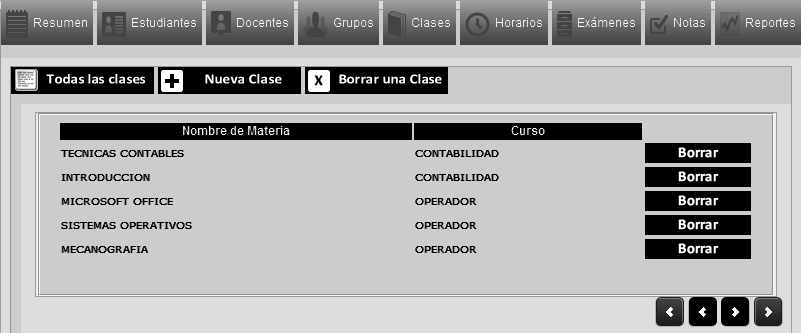 Resumen Estudiantes Docentes Grupos Clases Horarios Exámenes Notas Reportes
Todas las clases Nueva Clase X Borrar una Clase
Nombre de Materia Curso
TECNICAS CONTABLES CONTABILIDAD Borrar
INTRODUCCION CONTABILIDAD Borrar
MICROSOFT OFFICE OPERADOR Borrar
SISTEMAS OPERATIVOS OPERADOR Borrar
MECANOGRAFIA OPERADOR Borrar